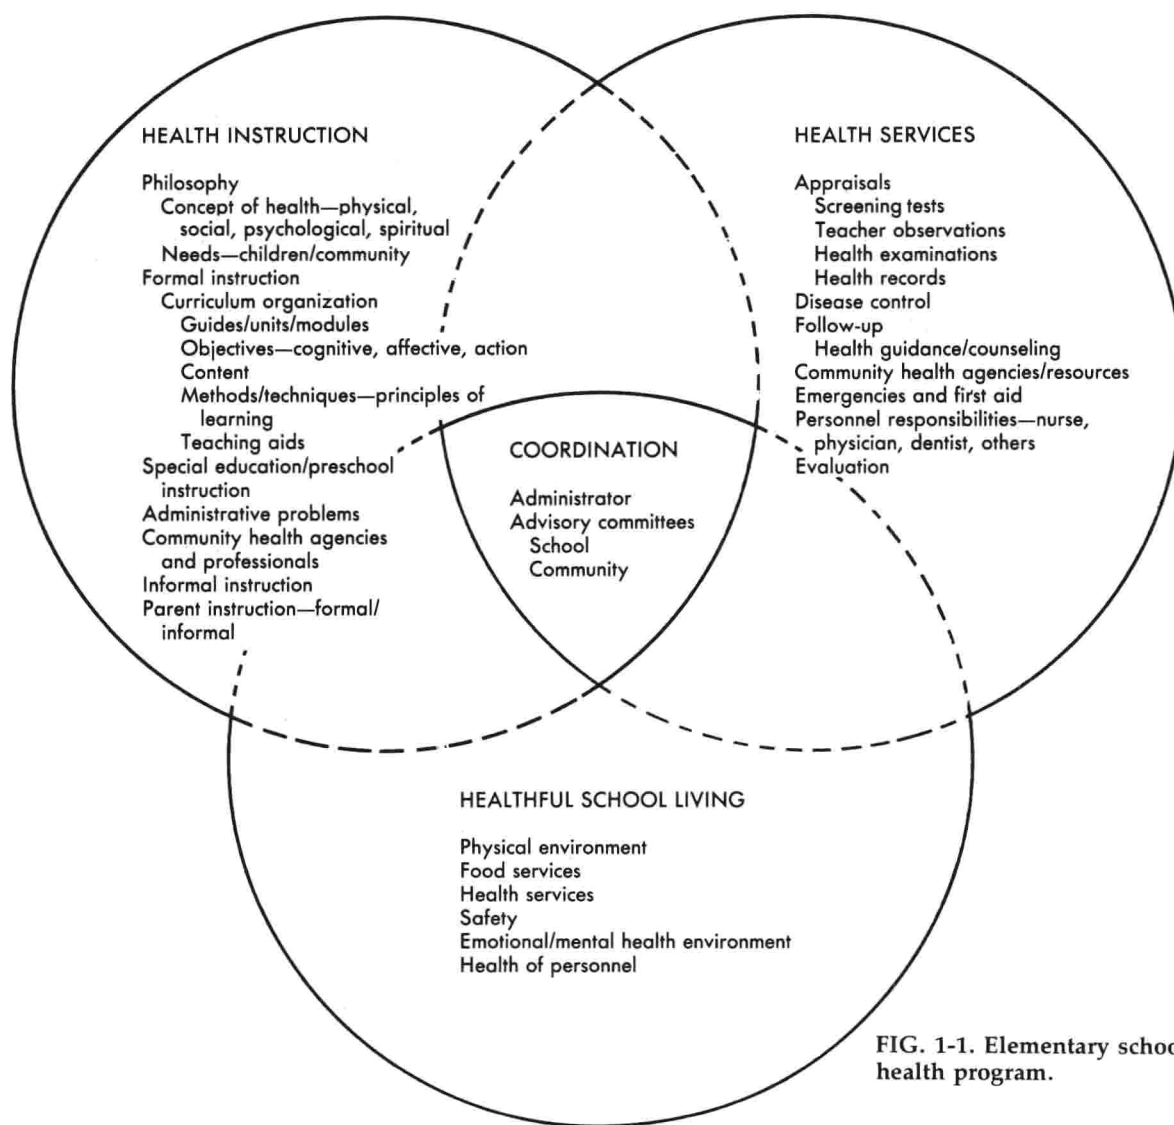 HEALTH INSTRUCTION
Philosophy
Concept of health—physical,
social, psychological, spiritual
Needs—children/community
Formal instruction
Curriculum organization
Guides/units/modules
Objectives—cognitive, affective, action
Content
Methods/techniques—principles of
learning
Teaching aids
Special education/preschool
instruction
Administrative problems
Community health agencies
and professionals
Informal instruction
Parent instruction—formal/
informal
HEALTH SERVICES
Appraisals
Screening tests
Teacher observations
Health examinations
Health records
Disease control
Follow-up
Health guidance/counseling
Community health agencies/resources
Emergencies and first aid
Personnel responsibilities—nurse,
physician, dentist, others
Evaluation
COORDINATION
Administrator
Advisory committees
School
Community
HEALTHFUL SCHOOL LIVING
Physical environment
Food services
Health services
Safety
Emotional/mental health environment
Health of personnel
FIG. 1-1. Elementary schoo
health program.